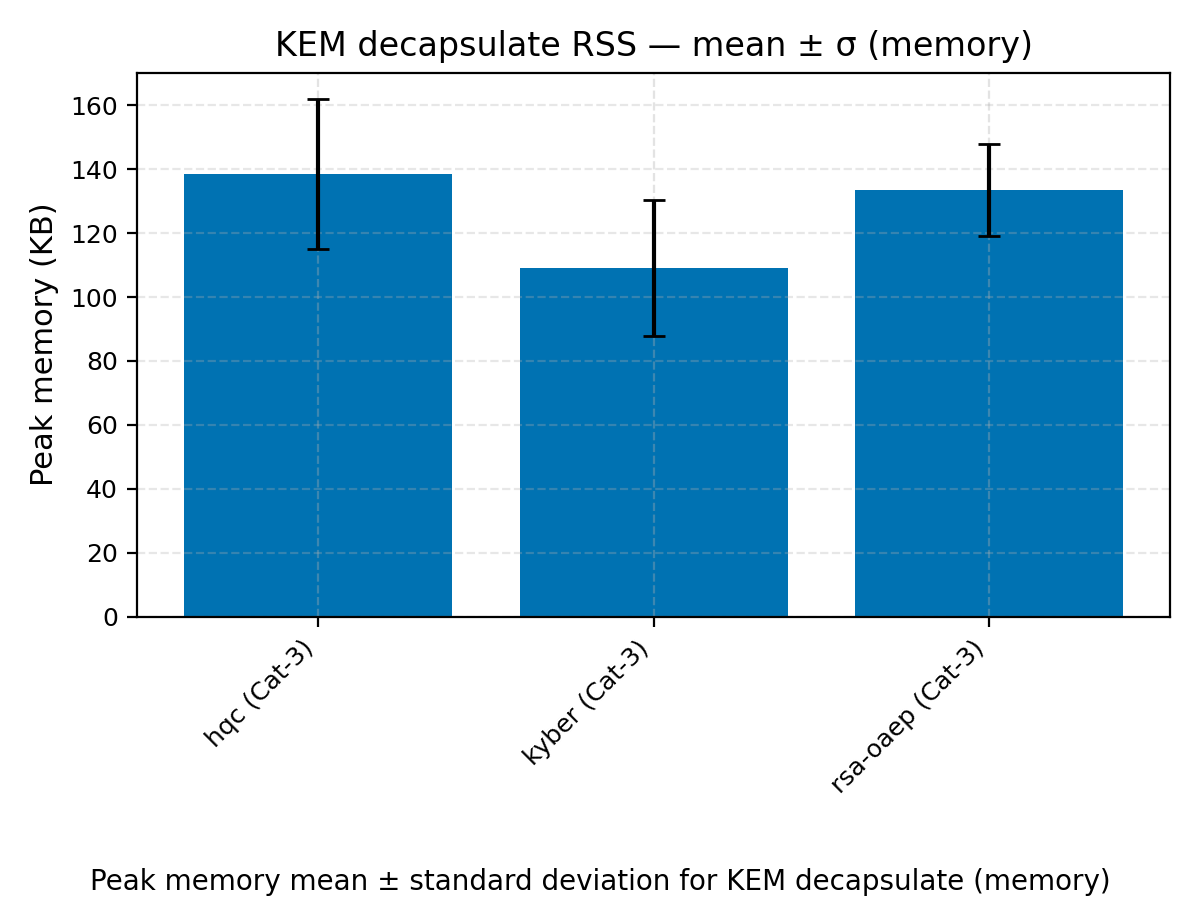 KEM decapsulate RSS — mean ± σ (memory)
Peak memory (KB)
160
140
120
100
80
60
40
20
0
hqc (Cat-3)
kyber (Cat-3)
rsa-oaep (Cat-3)
Peak memory mean ± standard deviation for KEM decapsulate (memory)